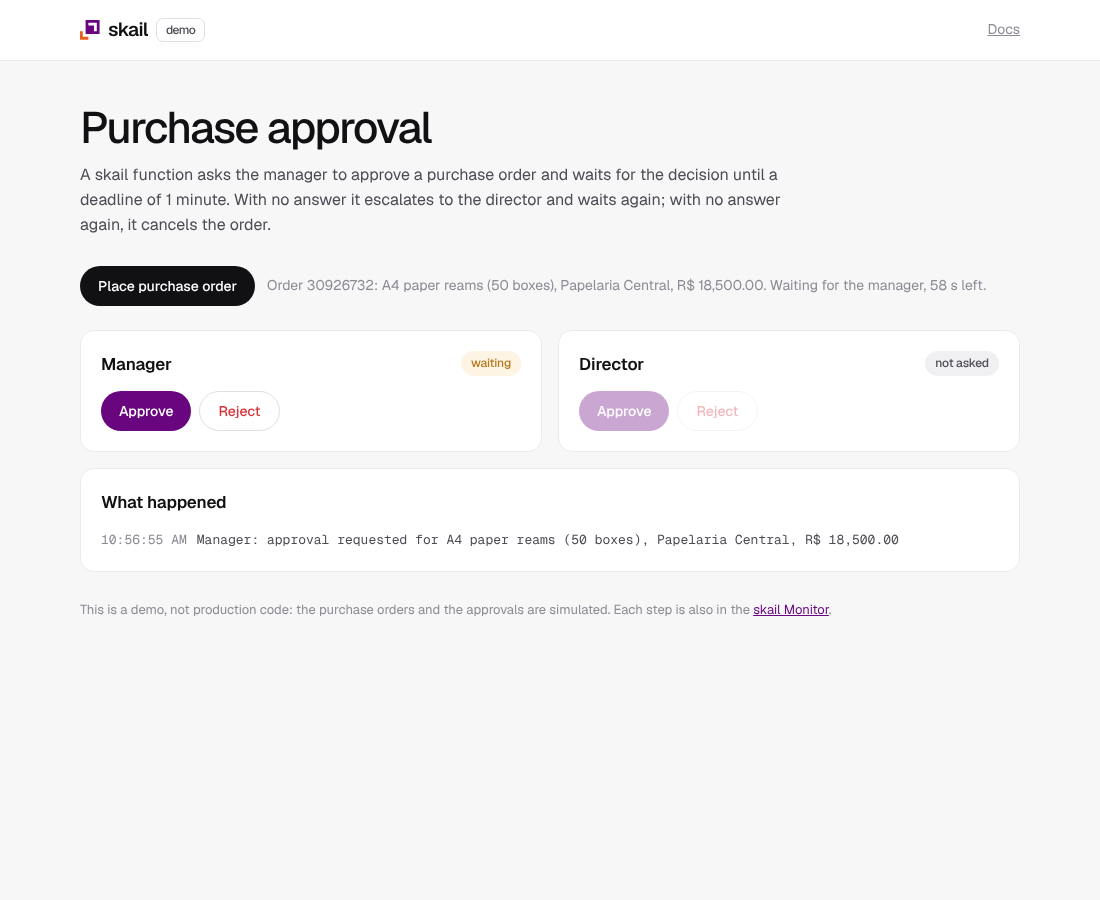 skail demo Docs
Purchase approval
A skail function asks the manager to approve a purchase order and waits for the decision until a
deadline of 1 minute. With no answer it escalates to the director and waits again; with no answer
again, it cancels the order.
Place purchase order Order 30926732: A4 paper reams (50 boxes), Papelaria Central, R$ 18,500.00. Waiting for the manager, 58 s left.
Manager waiting
Approve Reject
Director not asked
Approve Reject
What happened
10:56:55 AM Manager: approval requested for A4 paper reams (50 boxes), Papelaria Central, R$ 18,500.00
This is a demo, not production code: the purchase orders and the approvals are simulated. Each step is also in the skail Monitor.